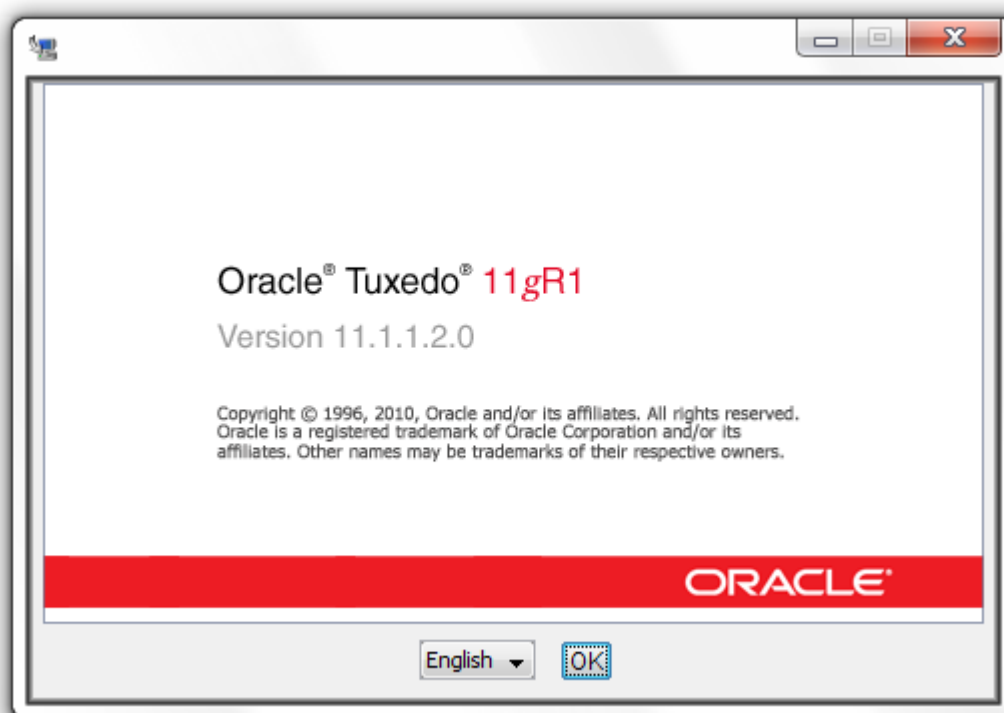 Oracle® Tuxedo® 11gR1
Version 11.1.1.2.0
Copyright © 1996, 2010, Oracle and/or its affiliates. All rights reserved.
Oracle is a registered trademark of Oracle Corporation and/or its
affiliates. Other names may be trademarks of their respective owners.
ORACLE®
English OK